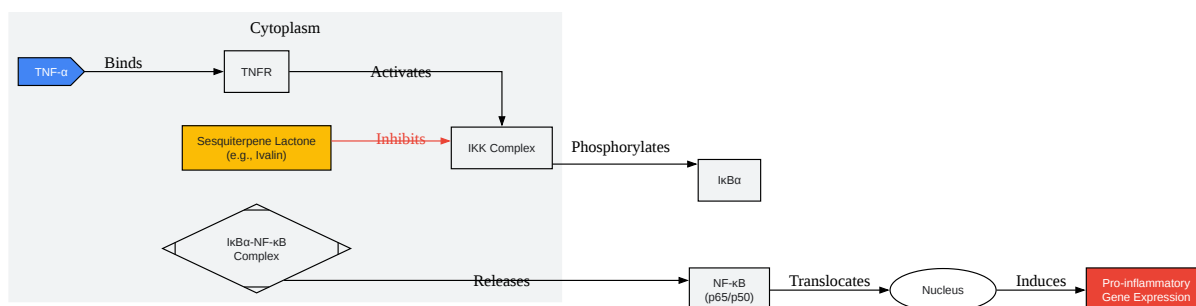 Cytoplasm
TNF-α
Binds
TNFR
Activates
Sesquiterpene Lactone
(e.g., Ivalin)
Inhibits
IKK Complex
Phosphorylates
IκBα
IκBα-NF-κB
Complex
Releases
NF-κB
(p65/p50)
Translocates
Nucleus
Induces
Pro-inflammatory
Gene Expression